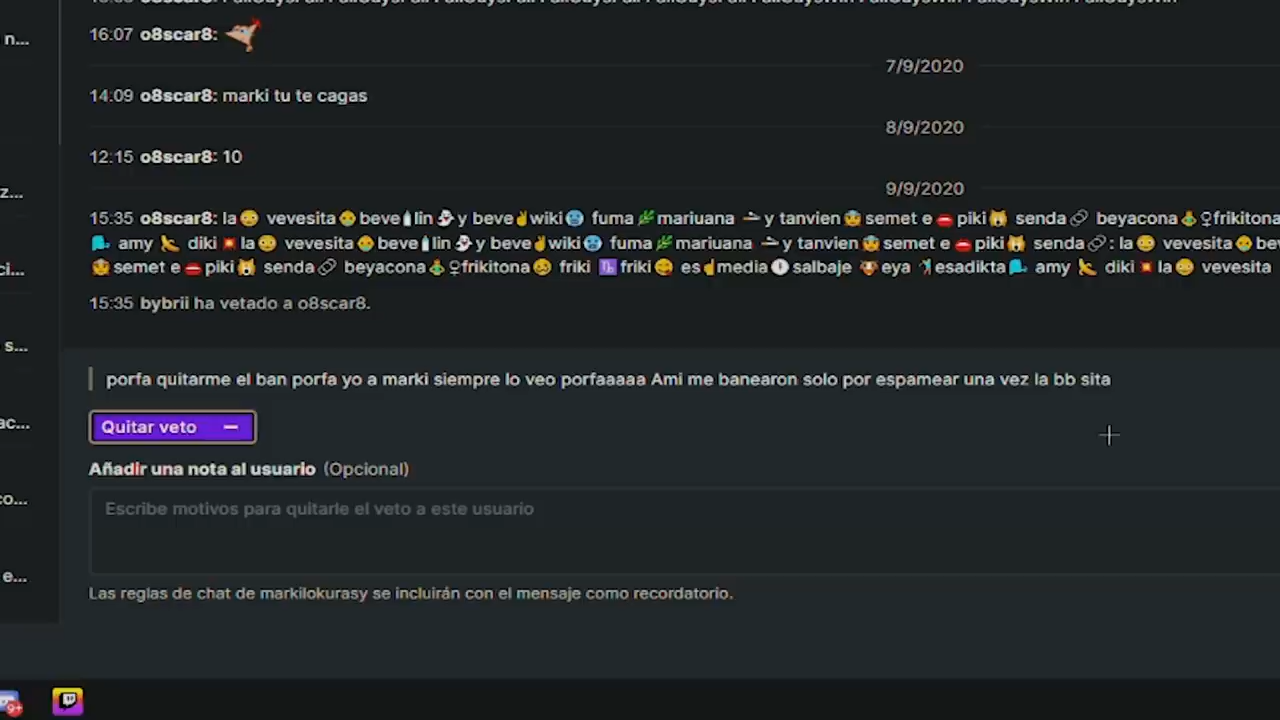 n...
16:07 o8scar8:
7/9/2020
14:09 o8scar8: marki tu te cagas
8/9/2020
12:15 o8scar8: 10
9/9/2020
z...
15:35 o8scar8: la😳 vevesita😷beve🍾lin👻y beve✌wiki🥶 fuma🌿mariuana 🚬y tanvien🤯semet e👄piki🙀 senda🔗 beyacona🧜♀frikitona
🌬 amy 💪 diki💥la😳 vevesita😷beve🍾lin👻y beve✌wiki🥶 fuma🌿mariuana 🚬y tanvien🤯semet e👄piki🙀 senda🔗: la😳 vevesita😷be
ci...
🤯semet e👄piki🙀 senda🔗 beyacona🧜♀frikitona🥴 friki ♑friki😋 es☝media🕧salbaje eya esadikta🌬 amy 💪 diki💥la😳 vevesita
15:35 bybrii ha vetado a o8scar8.
s...
porfa quitarme el ban porfa yo a marki siempre lo veo porfaaaaa Ami me banearon solo por espamear una vez la bb sita
ac...
Quitar veto
Añadir una nota al usuario (Opcional)
co...
Escribe motivos para quitarle el veto a este usuario
e...
Las reglas de chat de markilokurasy se incluirán con el mensaje como recordatorio.
9+